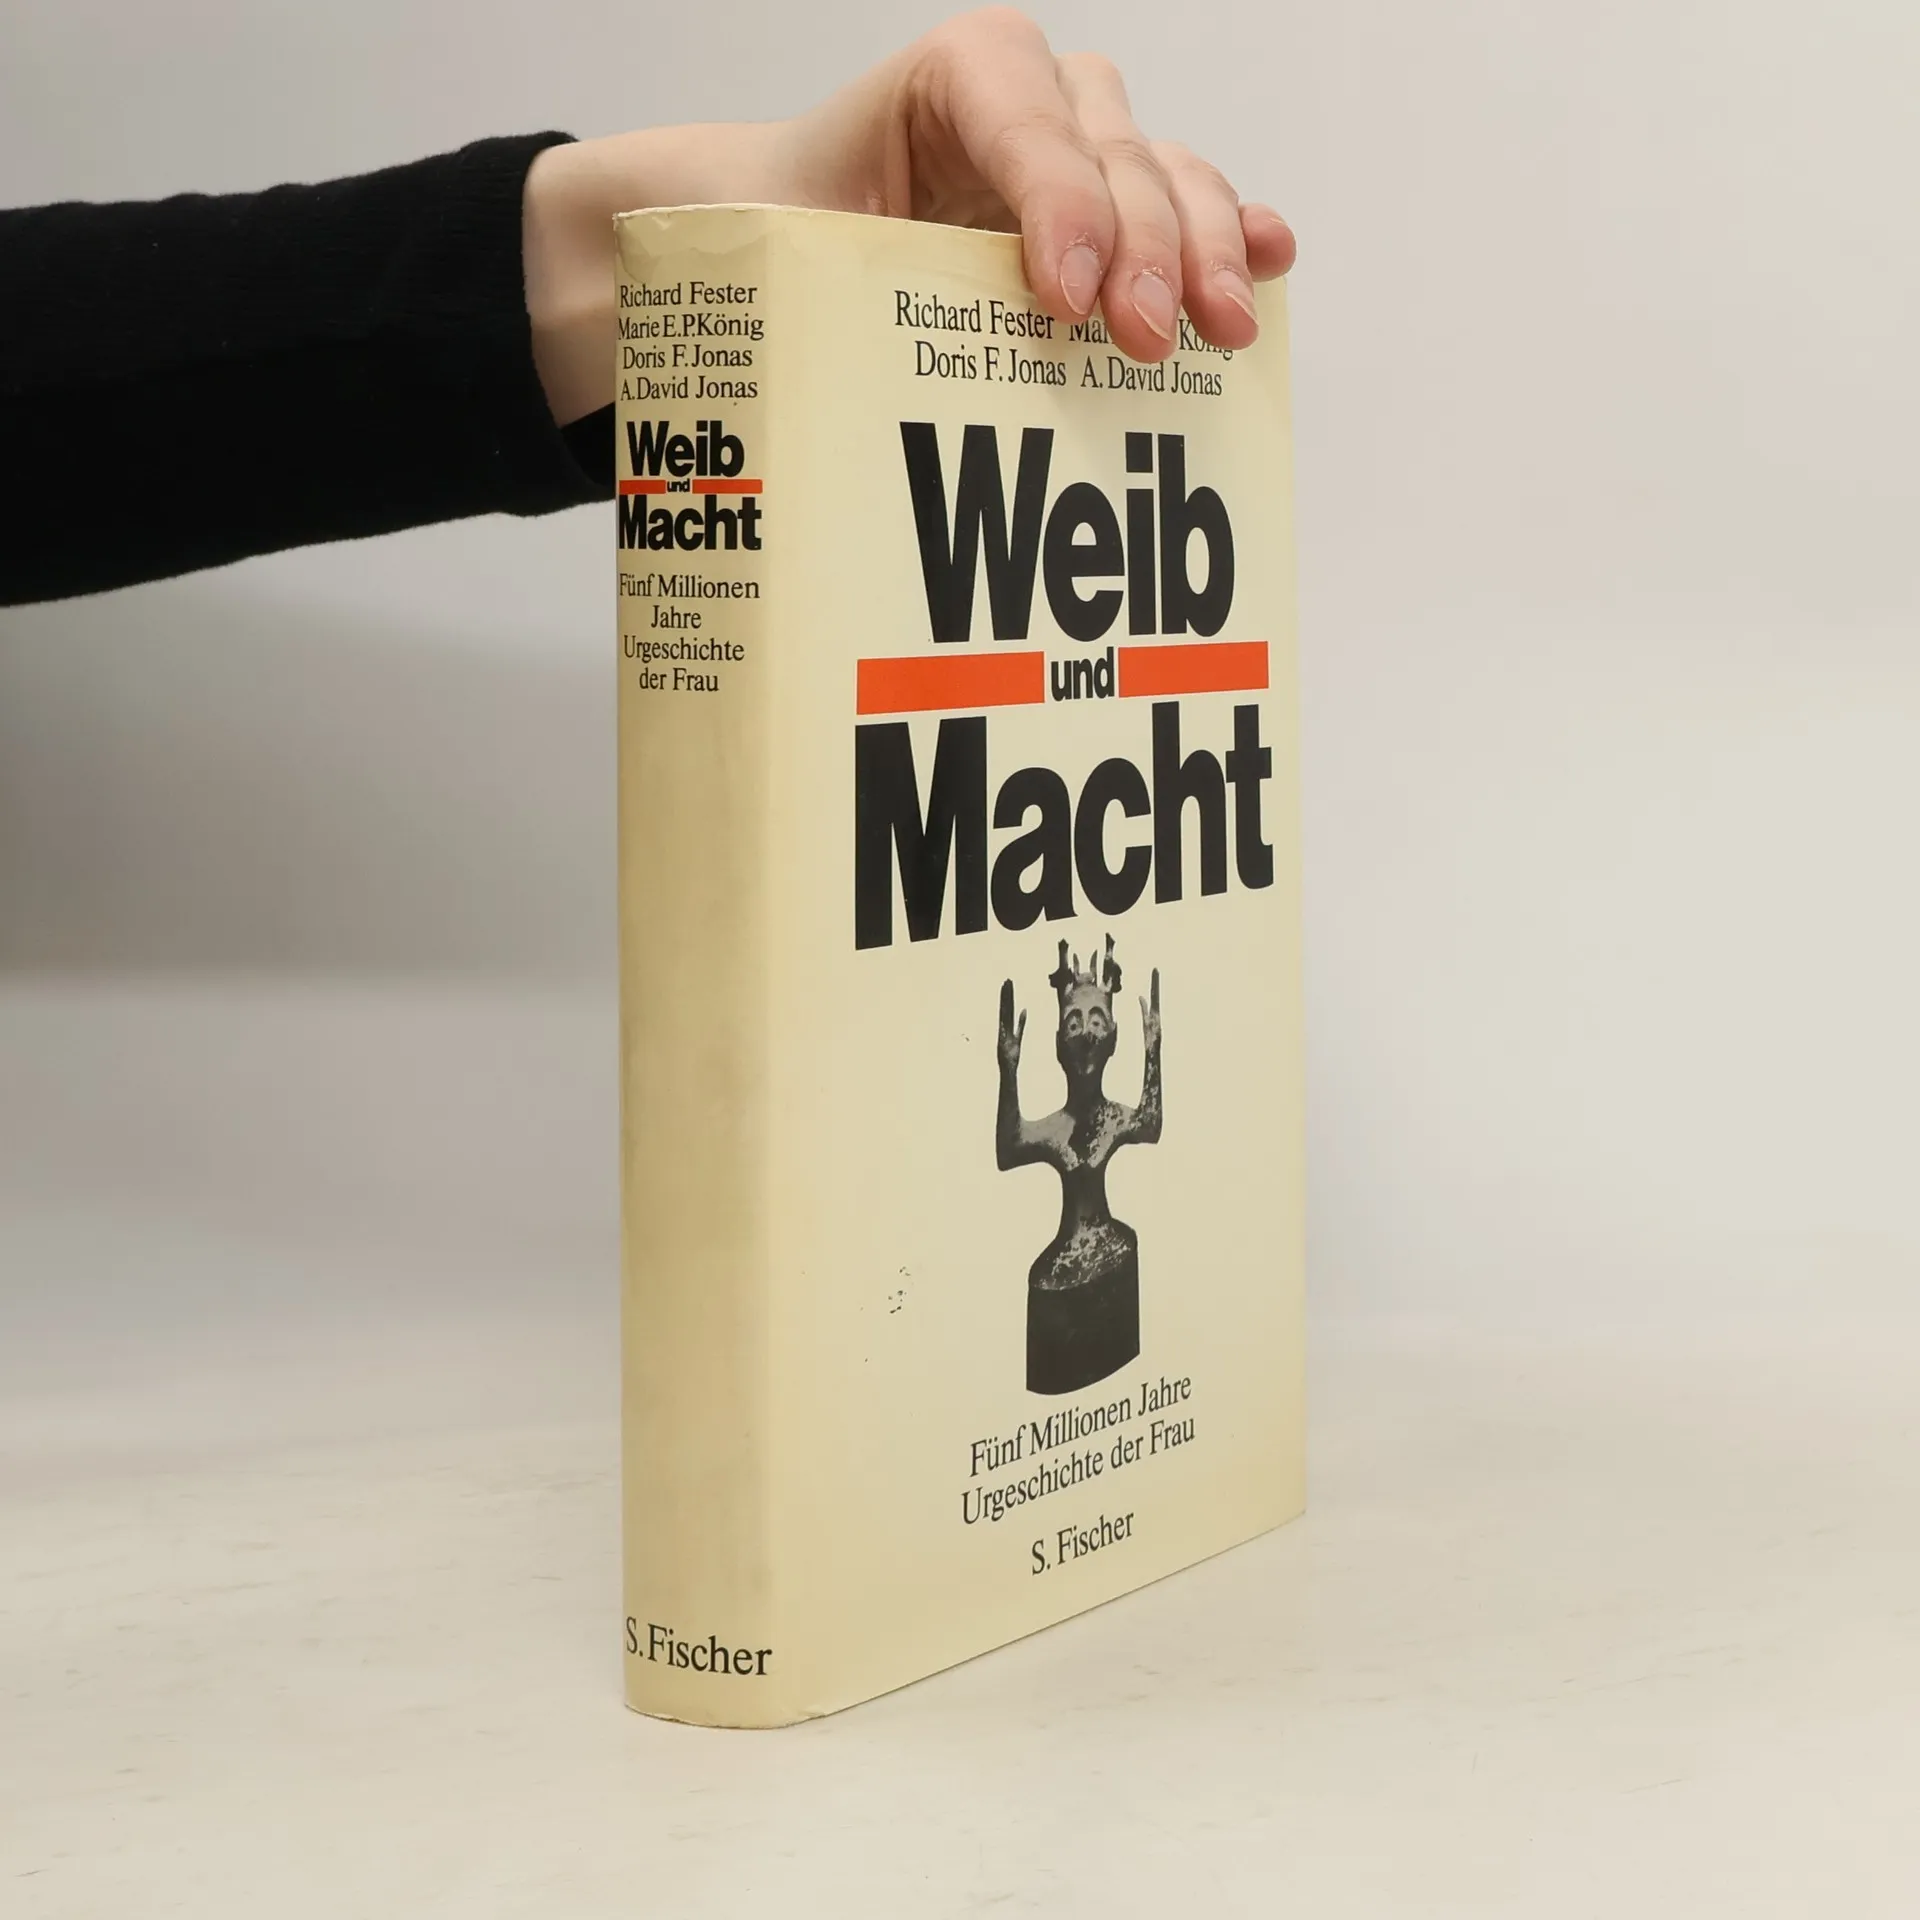 Richard Fester
Marie E.P.König
Doris F. Jonas
A.David Jonas
Weib
und
Macht
Fünf Millionen
Jahre
Urgeschichte
der Frau
S. Fischer
Richard Fester
Doris F. Jonas A. David Jonas
Weib
und
Macht
Fünf Millionen Jahre
Urgeschichte der Frau
S. Fischer